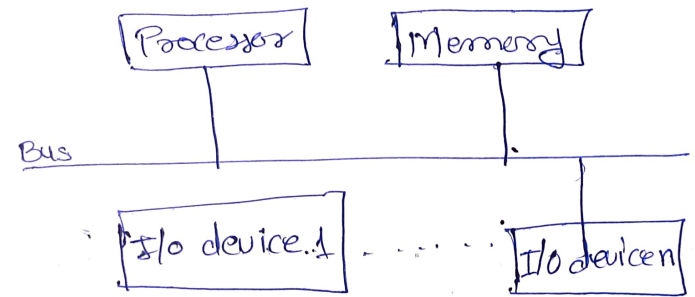 Processor Memory
Bus
I/o device.1 ........ I/o device n